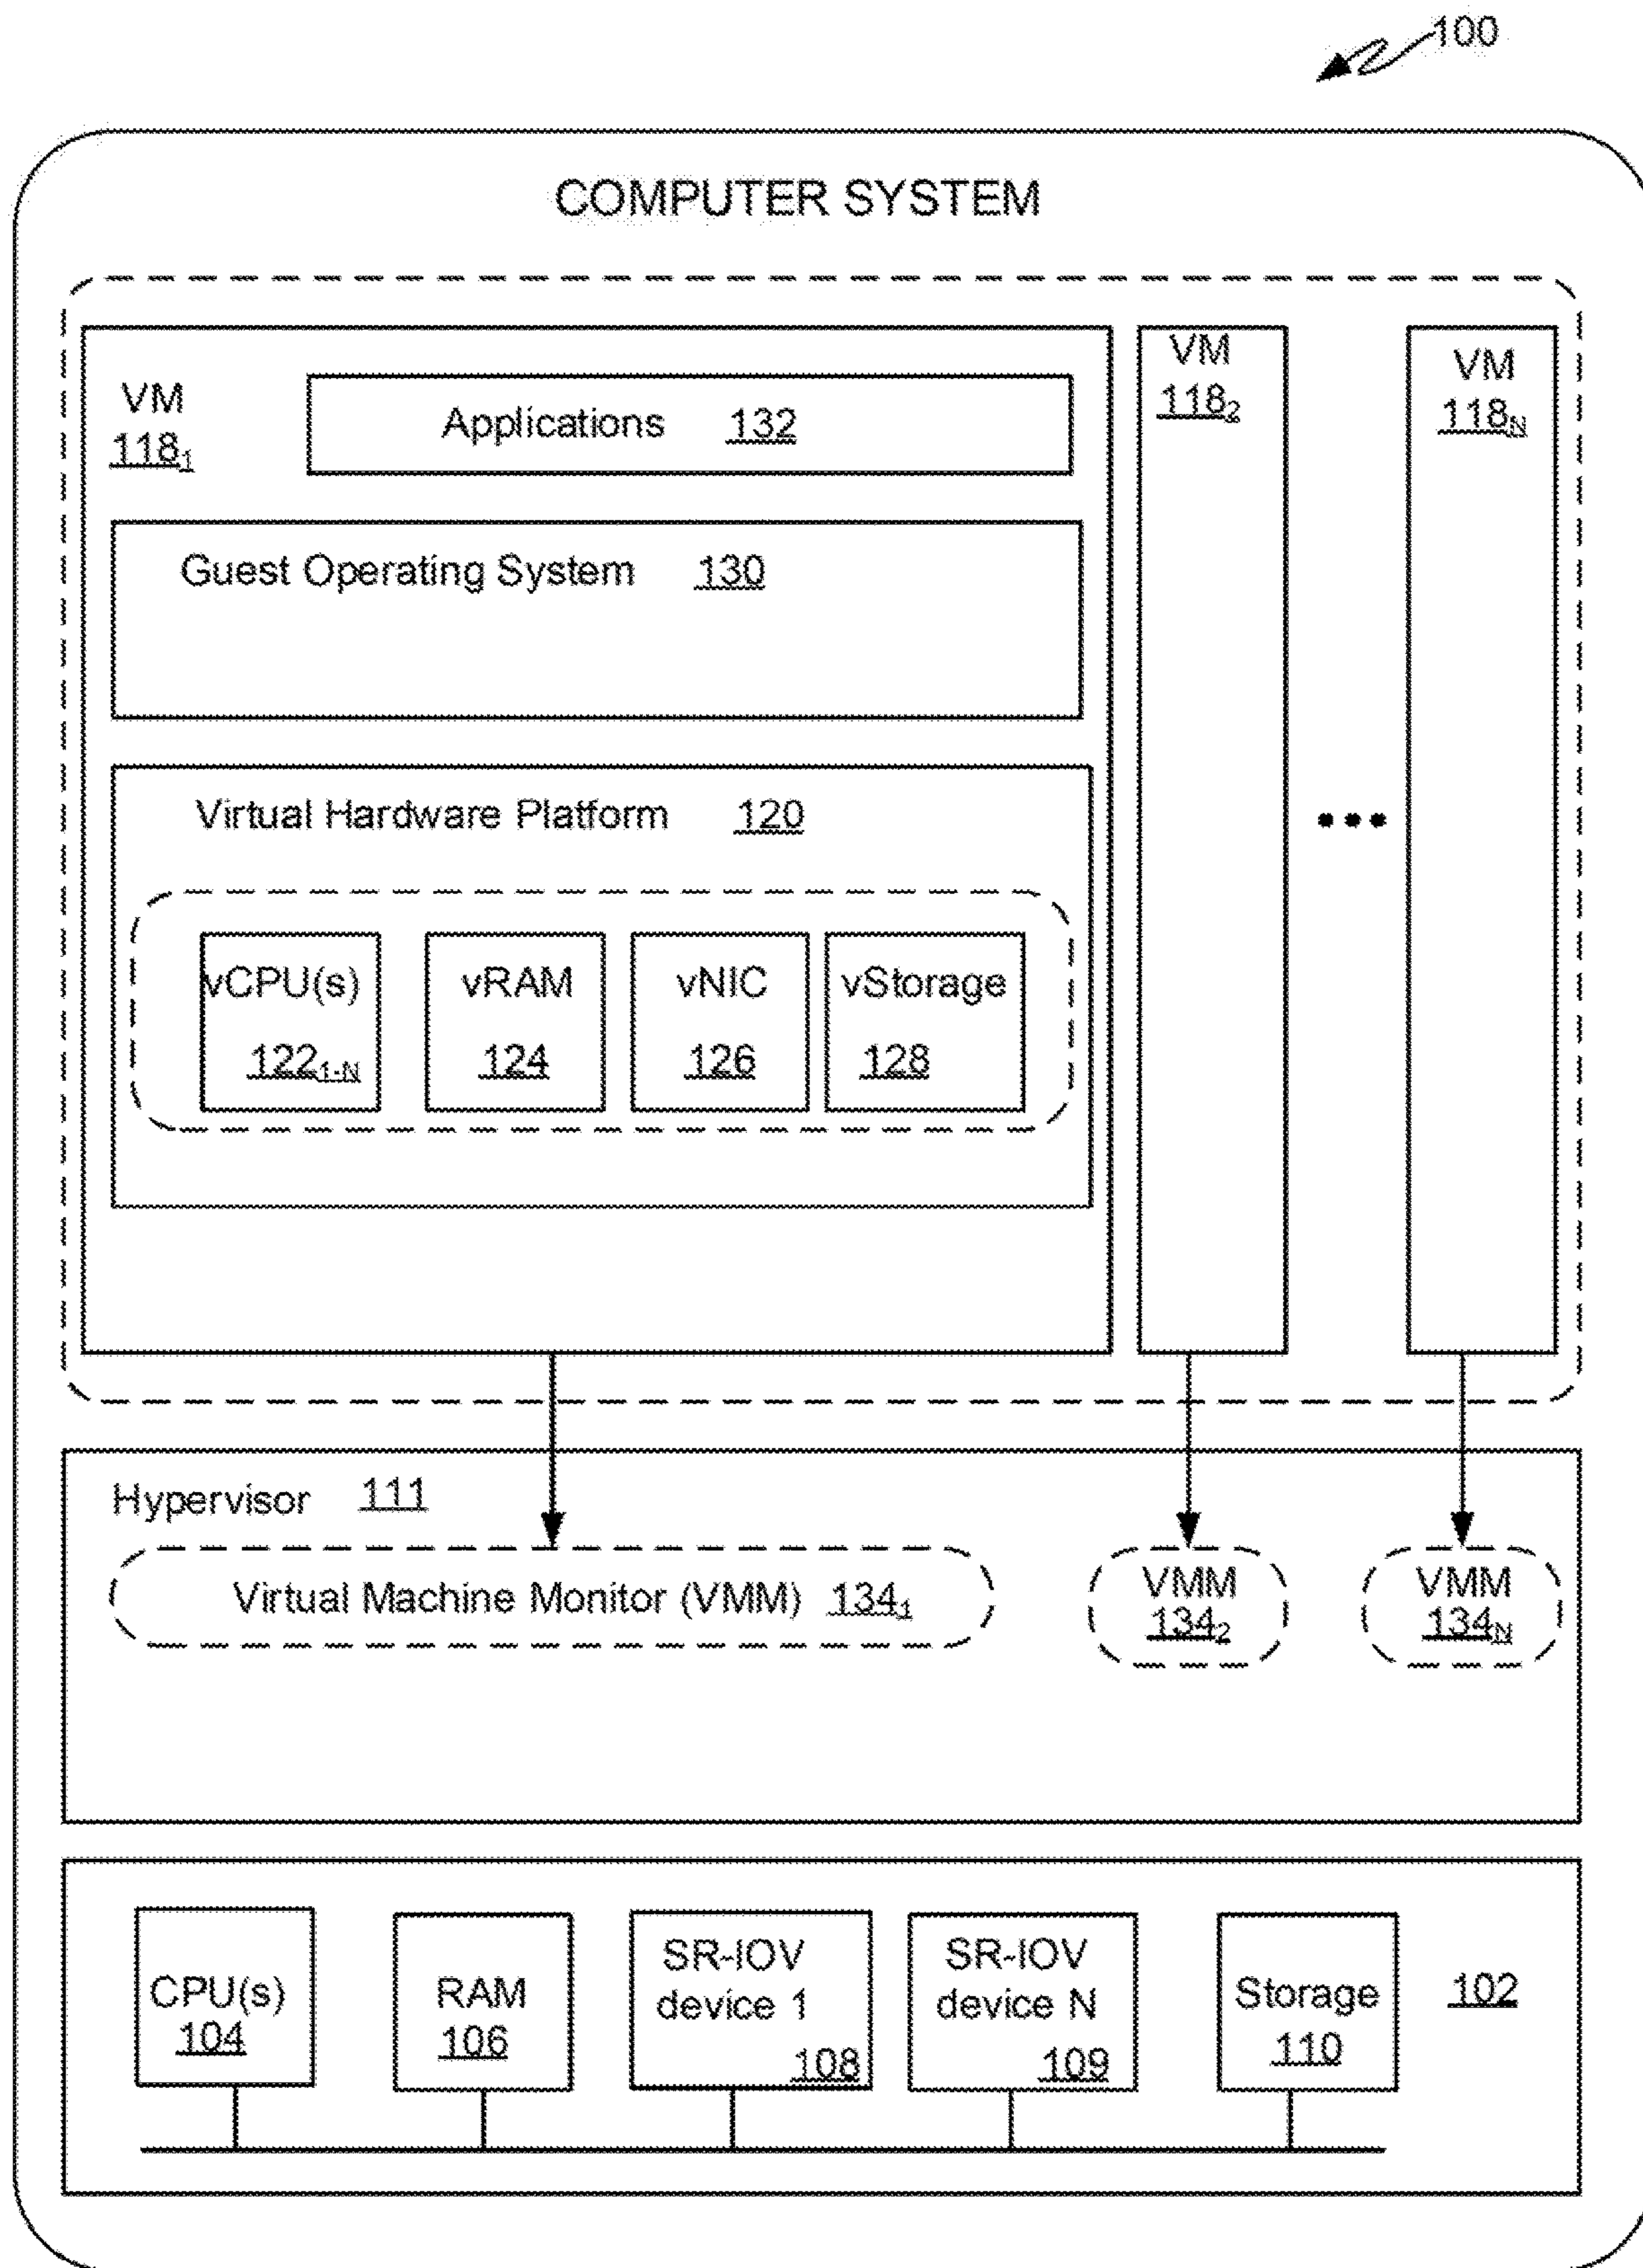 100
COMPUTER SYSTEM
VM
118₁
Applications 132
VM
118₂
VM
118N
Guest Operating System 130
Virtual Hardware Platform 120
vCPU(s)
122₁₋N
vRAM
124
vNIC
126
vStorage
128
Hypervisor 111
Virtual Machine Monitor (VMM) 134₁
VMM
134₂
VMM
134N
CPU(s)
104
RAM
106
SR-IOV
device 1
108
SR-IOV
device N
109
Storage
110
102